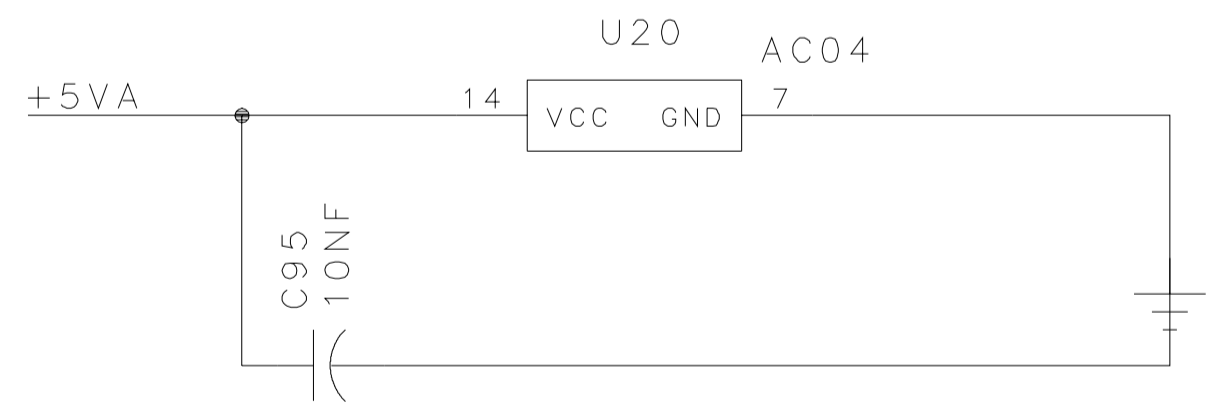 U20
AC04
+5VA
14
VCC GND
7
C95
10NF